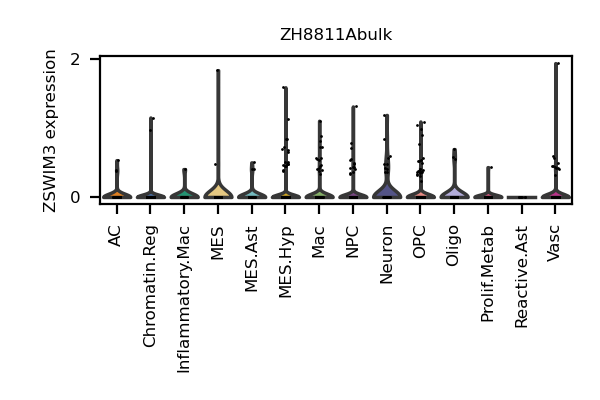 ZH8811Abulk
ZSWIM3 expression
2
0
AC
Chromatin.Reg
Inflammatory.Mac
MES
MES.Ast
MES.Hyp
Mac
NPC
Neuron
OPC
Oligo
Prolif.Metab
Reactive.Ast
Vasc